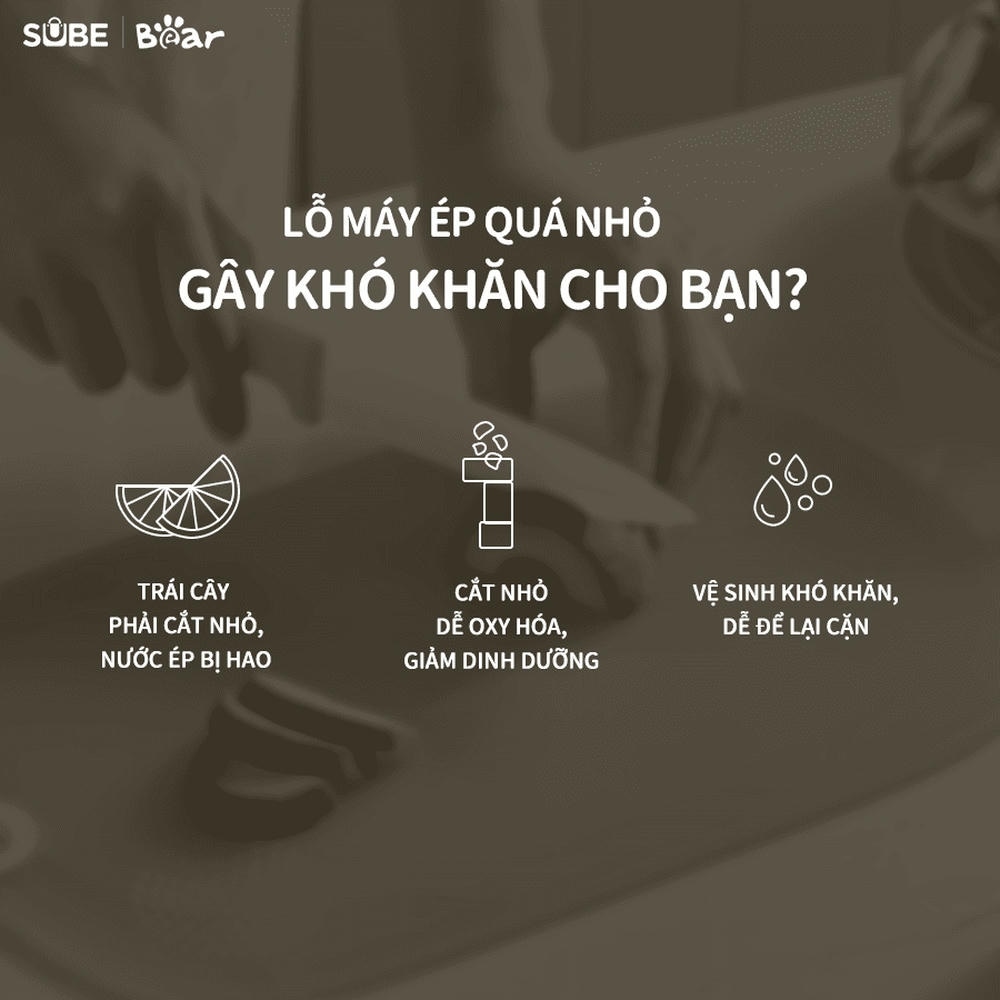 SUBE | Bear
LỖ MÁY ÉP QUÁ NHỎ
GÂY KHÓ KHĂN CHO BẠN?
TRÁI CÂY
PHẢI CẮT NHỎ,
NƯỚC ÉP BỊ HAO
CẮT NHỎ
DỄ OXY HÓA,
GIẢM DINH DƯỠNG
VỆ SINH KHÓ KHĂN,
DỄ ĐỂ LẠI CẶN